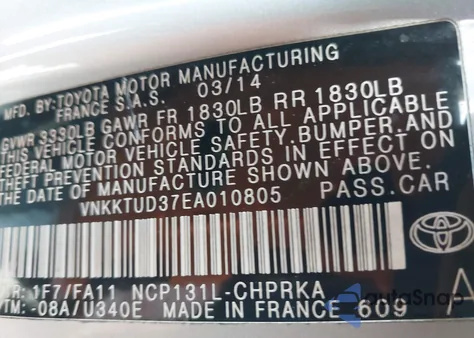 MFD. BY: TOYOTA MOTOR MANUFACTURING
FRANCE S.A.S. 03/14
GVWR 3330LB GAWR FR 1830LB RR 1830LB
THIS VEHICLE CONFORMS TO ALL APPLICABLE
FEDERAL MOTOR VEHICLE SAFETY, BUMPER, AND
THEFT PREVENTION STANDARDS IN EFFECT ON
THE DATE OF MANUFACTURE SHOWN ABOVE.
VNKKTUD37EA010805 PASS. CAR
R: 1F7/FA11 NCP131L-CHPRKA A
TM: -08A/U340E MADE IN FRANCE 609
AutoSnap